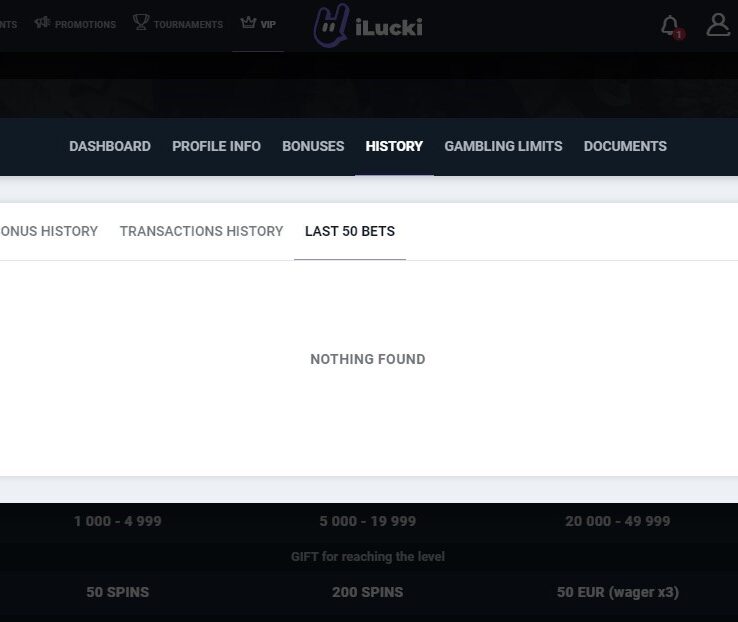 NTS PROMOTIONS TOURNAMENTS VIP iLucki 1
DASHBOARD PROFILE INFO BONUSES HISTORY GAMBLING LIMITS DOCUMENTS
ONUS HISTORY TRANSACTIONS HISTORY LAST 50 BETS
NOTHING FOUND
1 000 - 4 999 5 000 - 19 999 20 000 - 49 999
GIFT for reaching the level
50 SPINS 200 SPINS 50 EUR (wager x3)